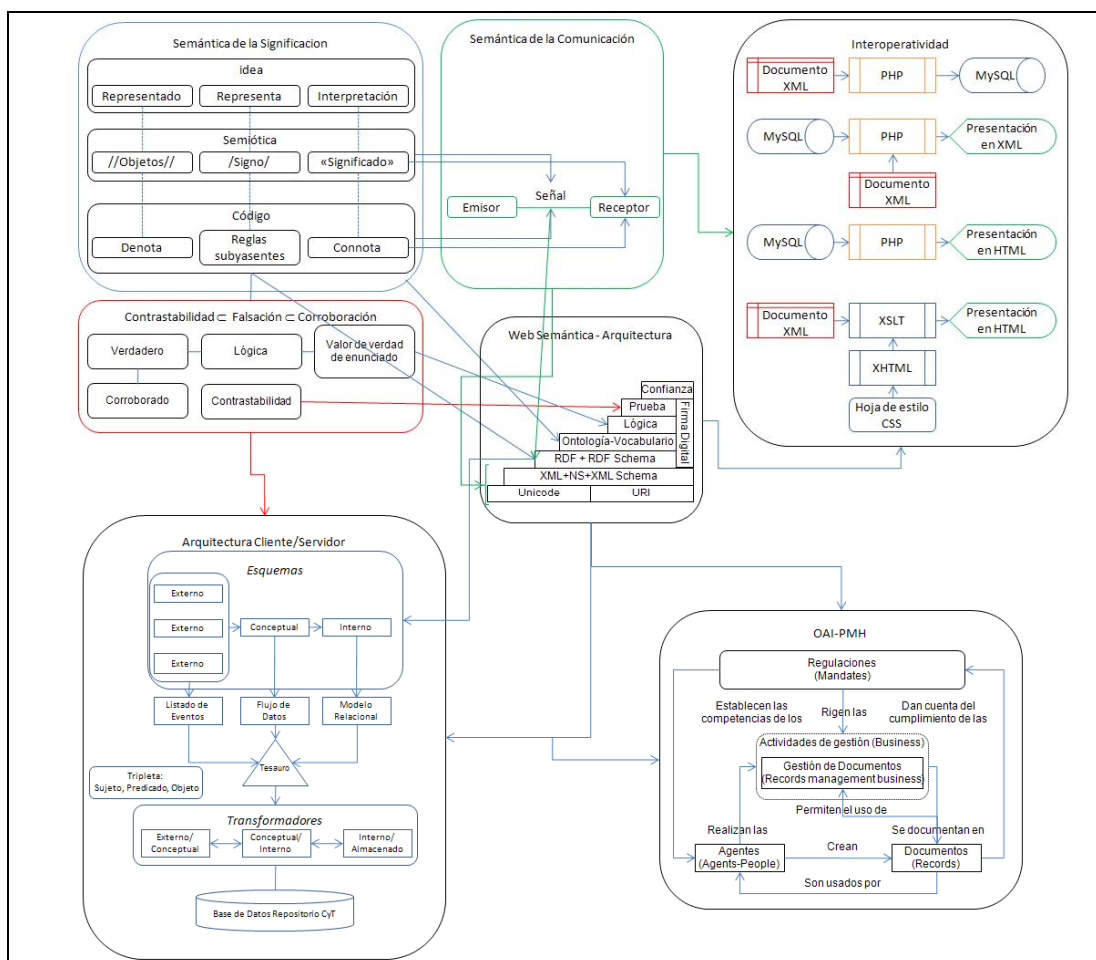 Semántica de la Significacion
idea
Representado
Representa
Interpretación
Semiótica
//Objetos//
/Signo/
«Significado»
Código
Denota
Reglas
subyasentes
Connota
Semántica de la Comunicación
Señal
Emisor
Receptor
Interoperatividad
Documento
XML
PHP
MySQL
MySQL
PHP
Presentación
en XML
Documento
XML
MySQL
PHP
Presentación
en HTML
Documento
XML
XSLT
Presentación
en HTML
XHTML
Hoja de estilo
CSS
Contrastabilidad ⊂ Falsación ⊂ Corroboración
Verdadero
Lógica
Valor de verdad
de enunciado
Corroborado
Contrastabilidad
Web Semántica - Arquitectura
Confianza
Prueba
Lógica
Ontología-Vocabulario
RDF + RDF Schema
XML+NS+XML Schema
Unicode
URI
Firma Digital
Arquitectura Cliente/Servidor
Esquemas
Externo
Externo
Conceptual
Interno
Externo
Listado de
Eventos
Flujo de
Datos
Modelo
Relacional
Tesauro
Tripleta:
Sujeto, Predicado, Objeto
Transformadores
Externo/
Conceptual
Conceptual/
Interno
Interno/
Almacenado
Base de Datos Repositorio CyT
OAI-PMH
Regulaciones
(Mandates)
Establecen las
competencias de los
Rigen las
Dan cuenta del
cumplimiento de las
Actividades de gestión (Business)
Gestión de Documentos
(Records management business)
Permiten el uso de
Realizan las
Se documentan en
Agentes
(Agents-People)
Crean
Documentos
(Records)
Son usados por